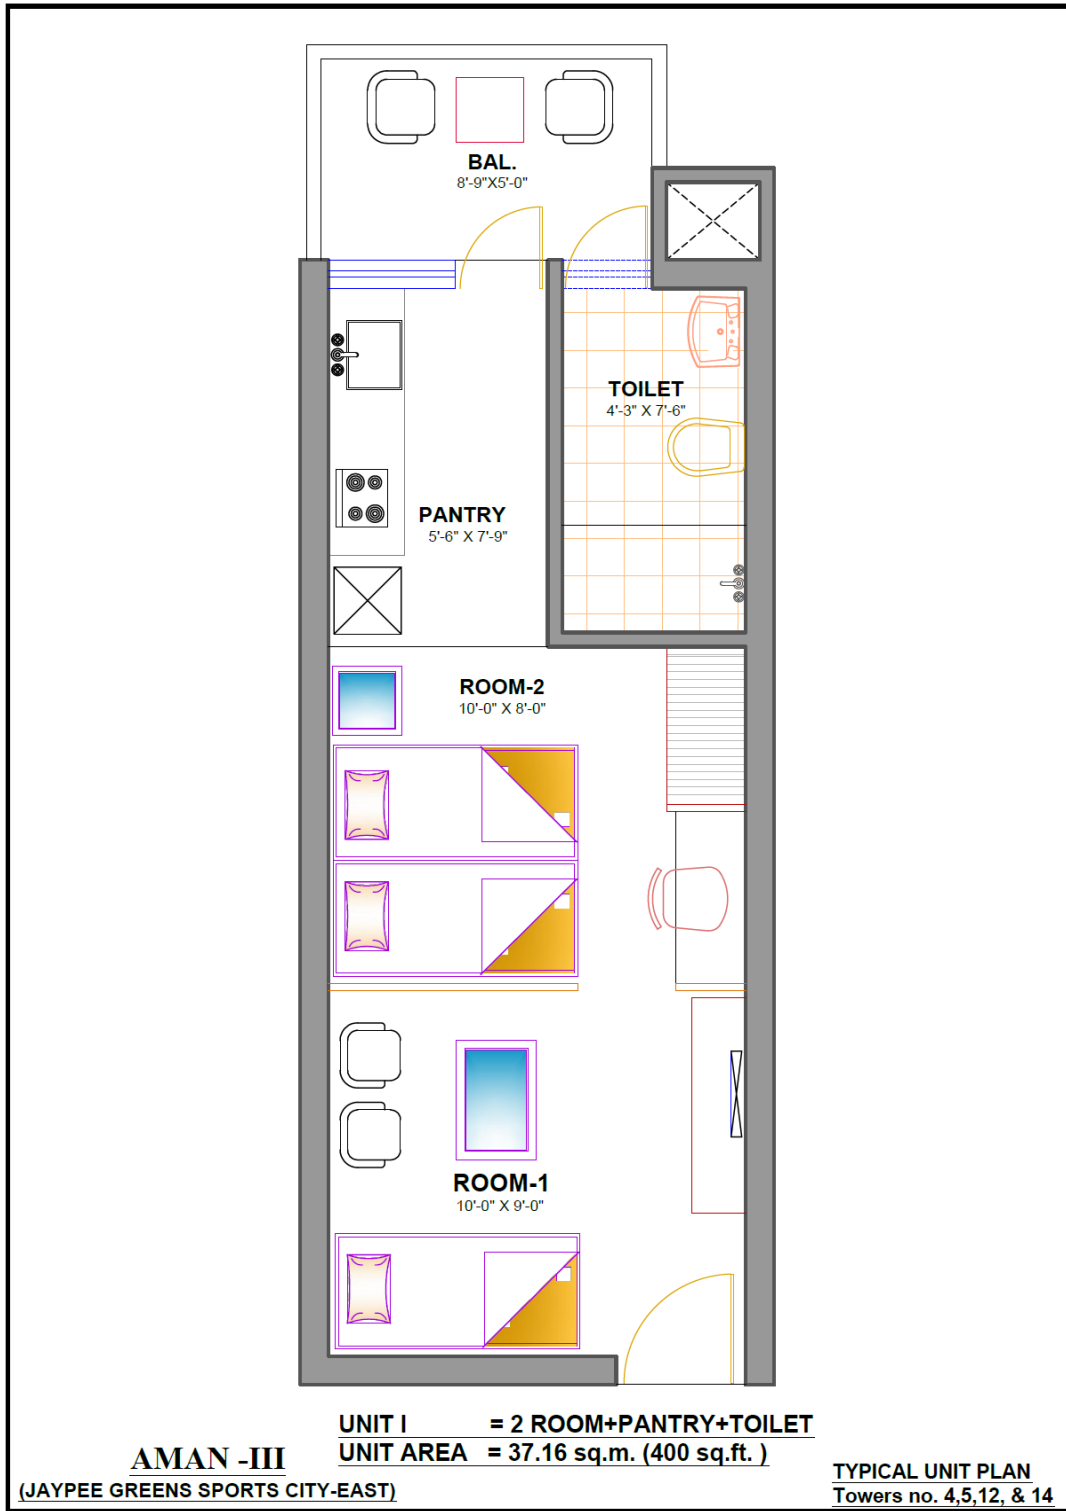 BAL.
8'-9"X5'-0"
TOILET
4'-3" X 7'-6"
PANTRY
5'-6" X 7'-9"
ROOM-2
10'-0" X 8'-0"
ROOM-1
10'-0" X 9'-0"
UNIT I = 2 ROOM+PANTRY+TOILET
UNIT AREA = 37.16 sq.m. (400 sq.ft. )
AMAN -III
(JAYPEE GREENS SPORTS CITY-EAST)
TYPICAL UNIT PLAN
Towers no. 4,5,12, & 14